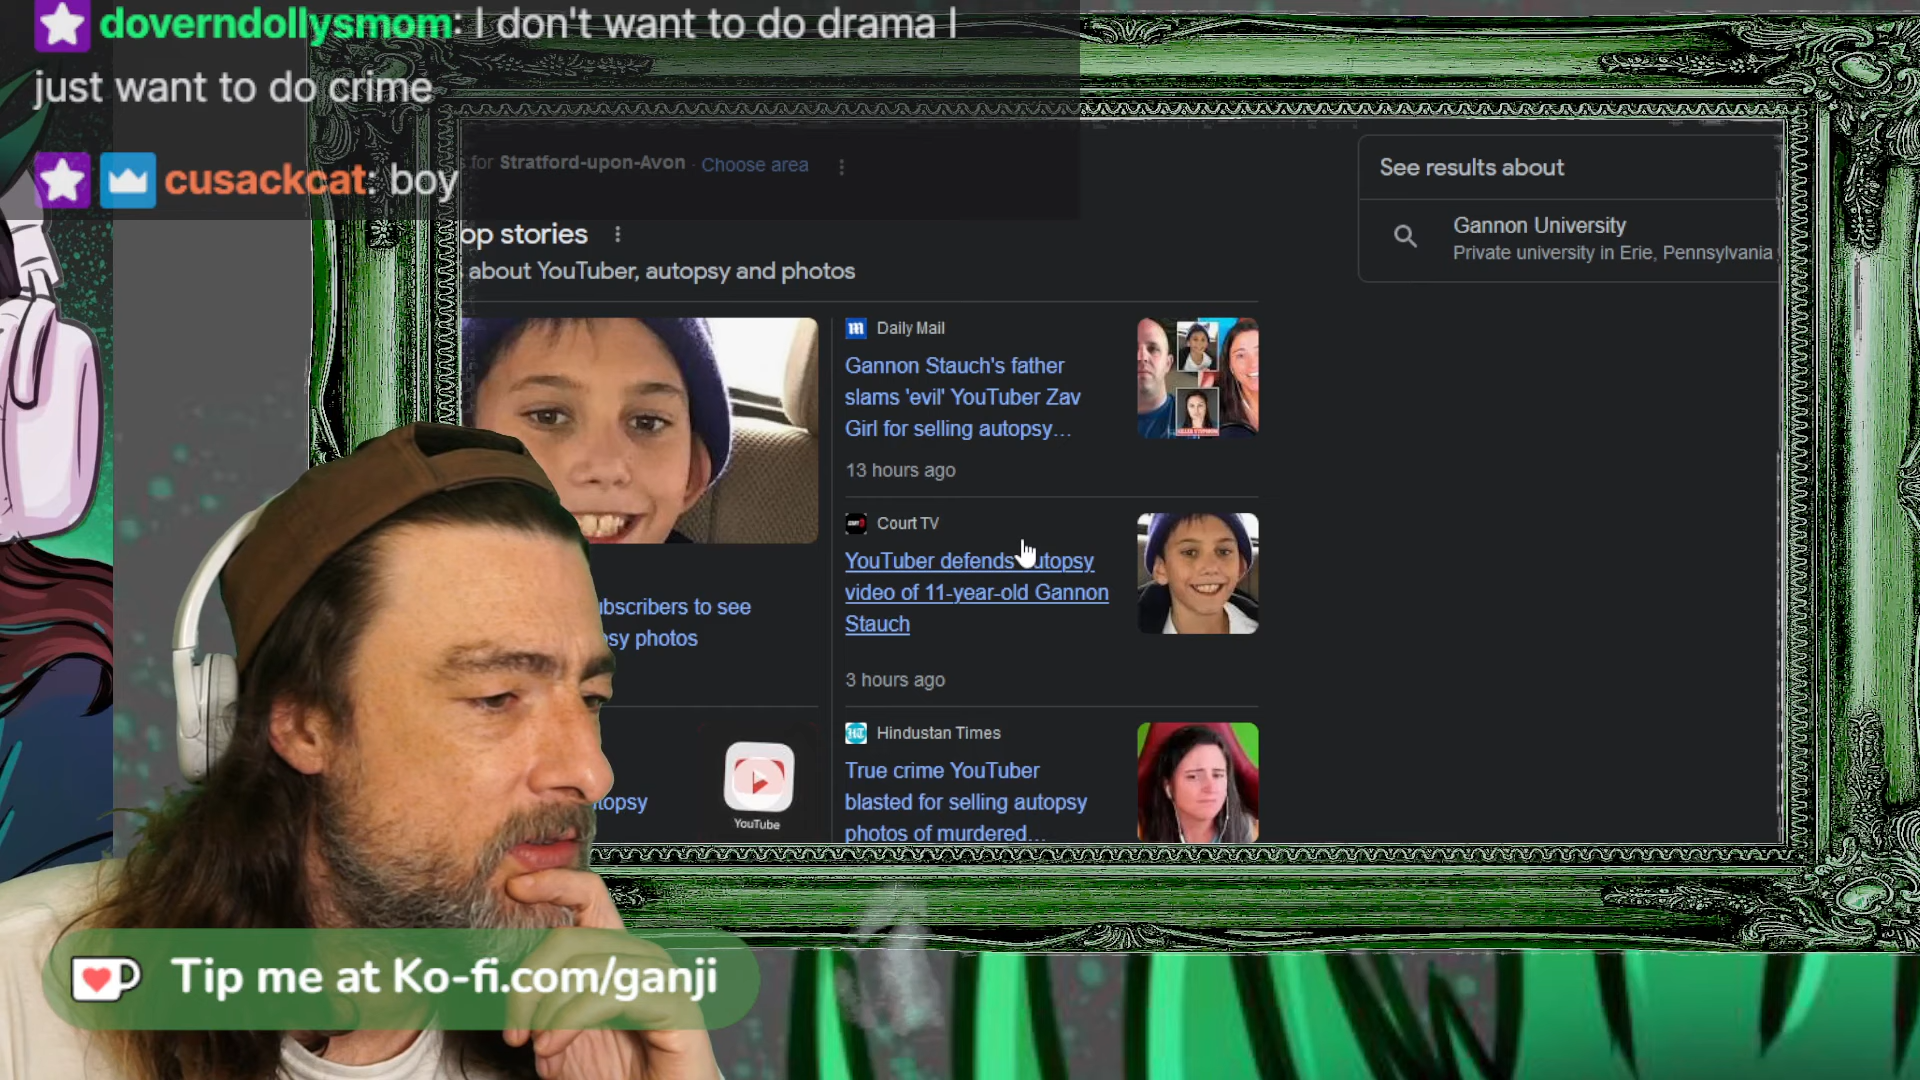 doverndollysmom: I don't want to do drama I
just want to do crime
cusackcat: boy
for Stratford-upon-Avon · Choose area
op stories
about YouTuber, autopsy and photos
See results about
Gannon University
Private university in Erie, Pennsylvania
Daily Mail
Gannon Stauch's father
slams 'evil' YouTuber Zav
Girl for selling autopsy...
13 hours ago
Court TV
YouTuber defends utopsy
video of 11-year-old Gannon
Stauch
3 hours ago
ubscribers to see
sy photos
Hindustan Times
True crime YouTuber
blasted for selling autopsy
photos of murdered...
topsy
YouTube
Tip me at Ko-fi.com/ganji